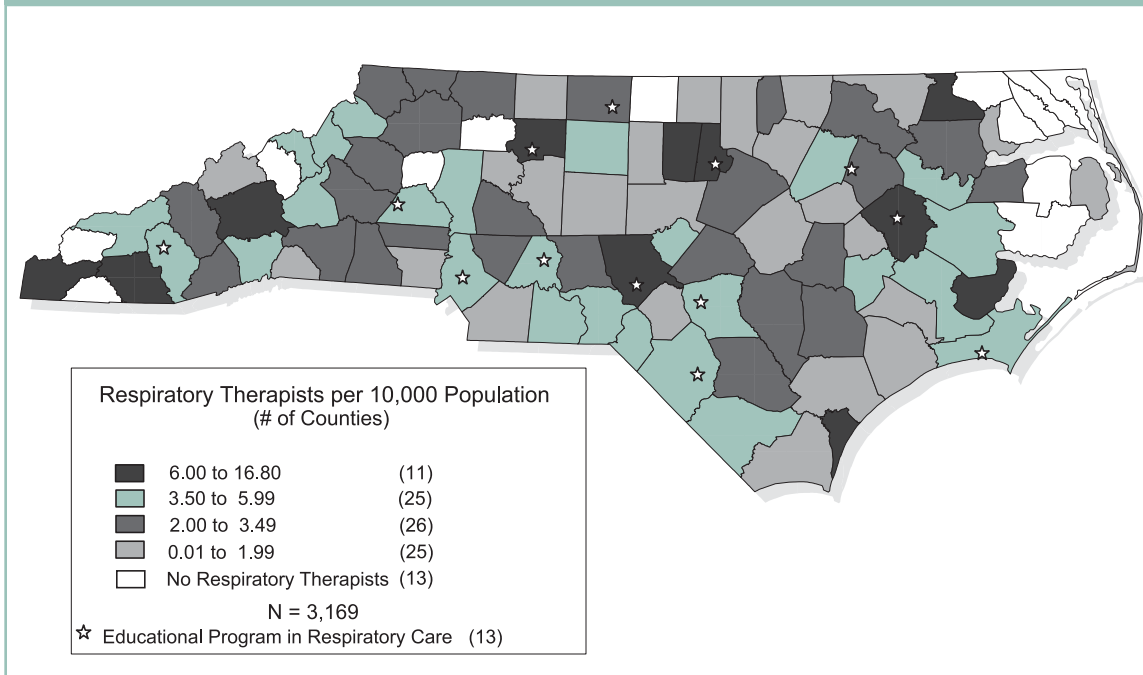 Respiratory Therapists per 10,000 Population
(# of Counties)
6.00 to 16.80 (11)
3.50 to 5.99 (25)
2.00 to 3.49 (26)
0.01 to 1.99 (25)
No Respiratory Therapists (13)
N = 3,169
Educational Program in Respiratory Care (13)